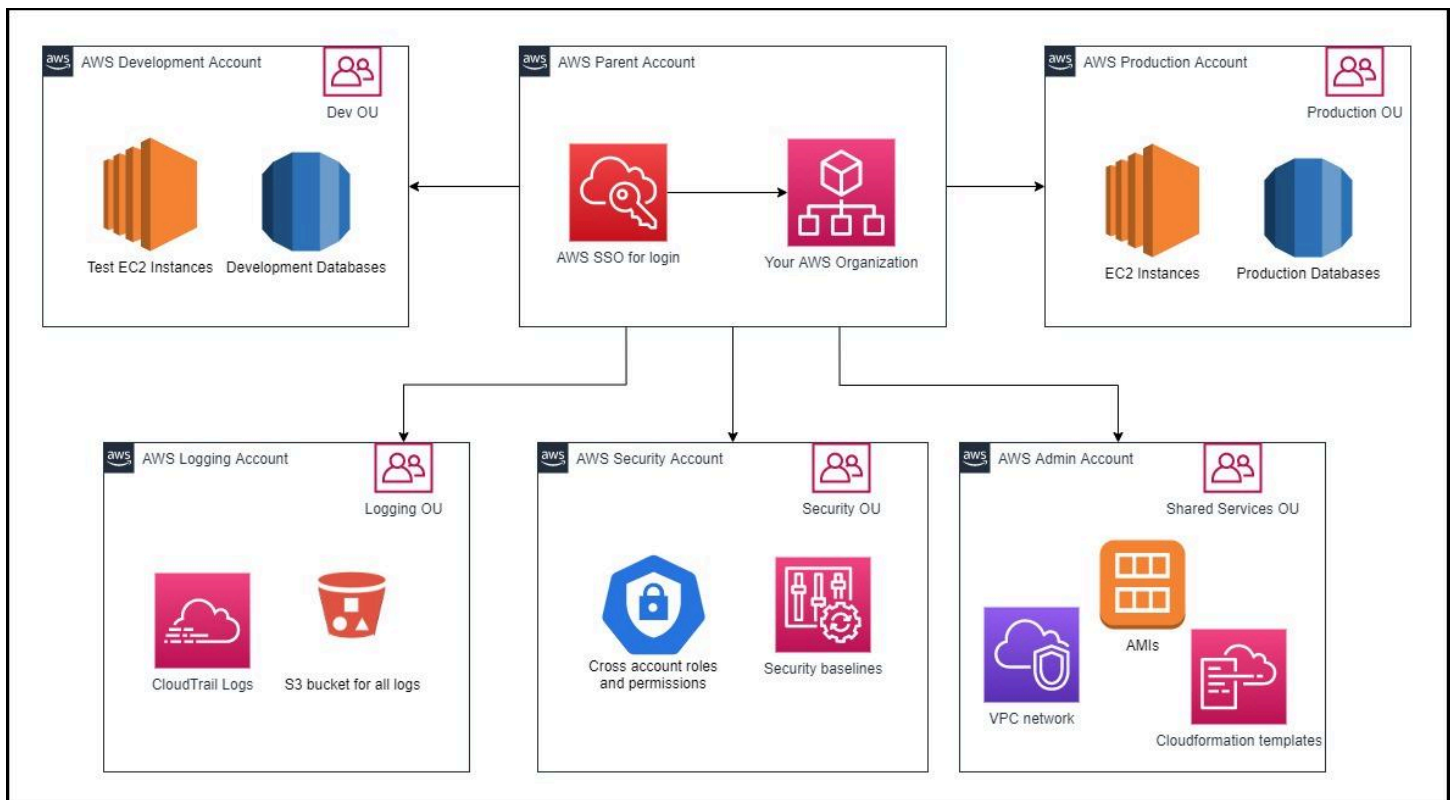 aws AWS Development Account
Dev OU
Test EC2 Instances
Development Databases
aws AWS Parent Account
AWS SSO for login
Your AWS Organization
aws AWS Production Account
Production OU
EC2 Instances
Production Databases
aws AWS Logging Account
Logging OU
CloudTrail Logs
S3 bucket for all logs
aws AWS Security Account
Security OU
Cross account roles
and permissions
Security baselines
aws AWS Admin Account
Shared Services OU
AMIs
VPC network
Cloudformation templates